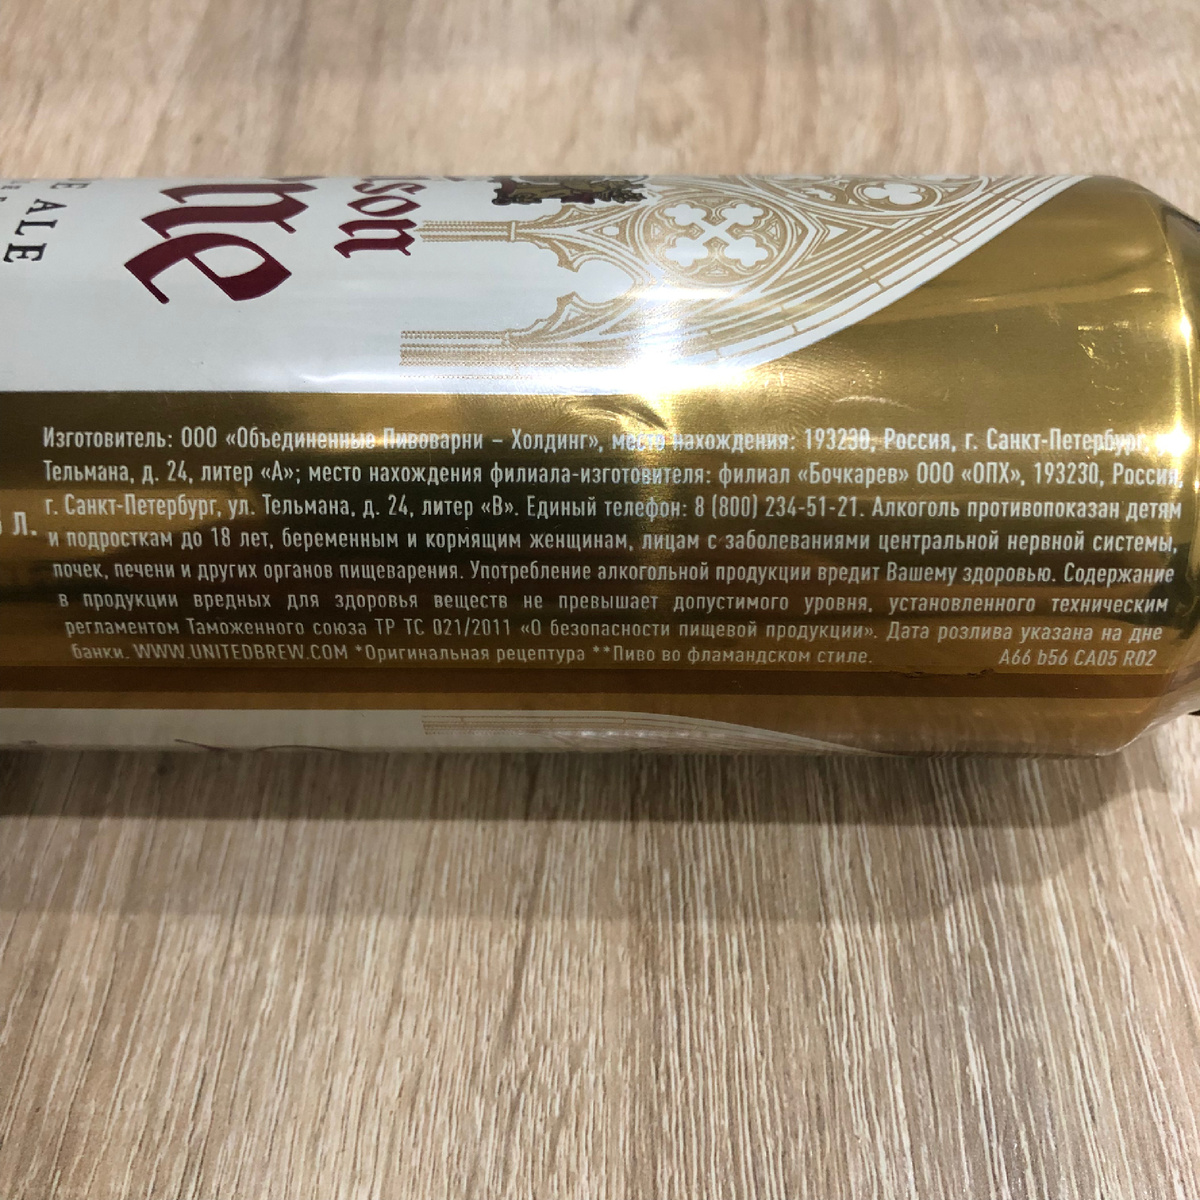 ison
ne
ALE
л.
Изготовитель: ООО «Объединенные Пивоварни – Холдинг», место нахождения: 193230, Россия, г. Санкт-Петербург,
Тельмана, д. 24, литер «А»; место нахождения филиала-изготовителя: филиал «Бочкарев» ООО «ОПХ», 193230, Россия,
г. Санкт-Петербург, ул. Тельмана, д. 24, литер «В». Единый телефон: 8 (800) 234-51-21. Алкоголь противопоказан детям
и подросткам до 18 лет, беременным и кормящим женщинам, лицам с заболеваниями центральной нервной системы,
почек, печени и других органов пищеварения. Употребление алкогольной продукции вредит Вашему здоровью. Содержание
в продукции вредных для здоровья веществ не превышает допустимого уровня, установленного техническим
регламентом Таможенного союза ТР ТС 021/2011 «О безопасности пищевой продукции». Дата розлива указана на дне
банки. WWW.UNITEDBREW.COM *Оригинальная рецептура **Пиво во фламандском стиле. A66 b56 CA05 R02